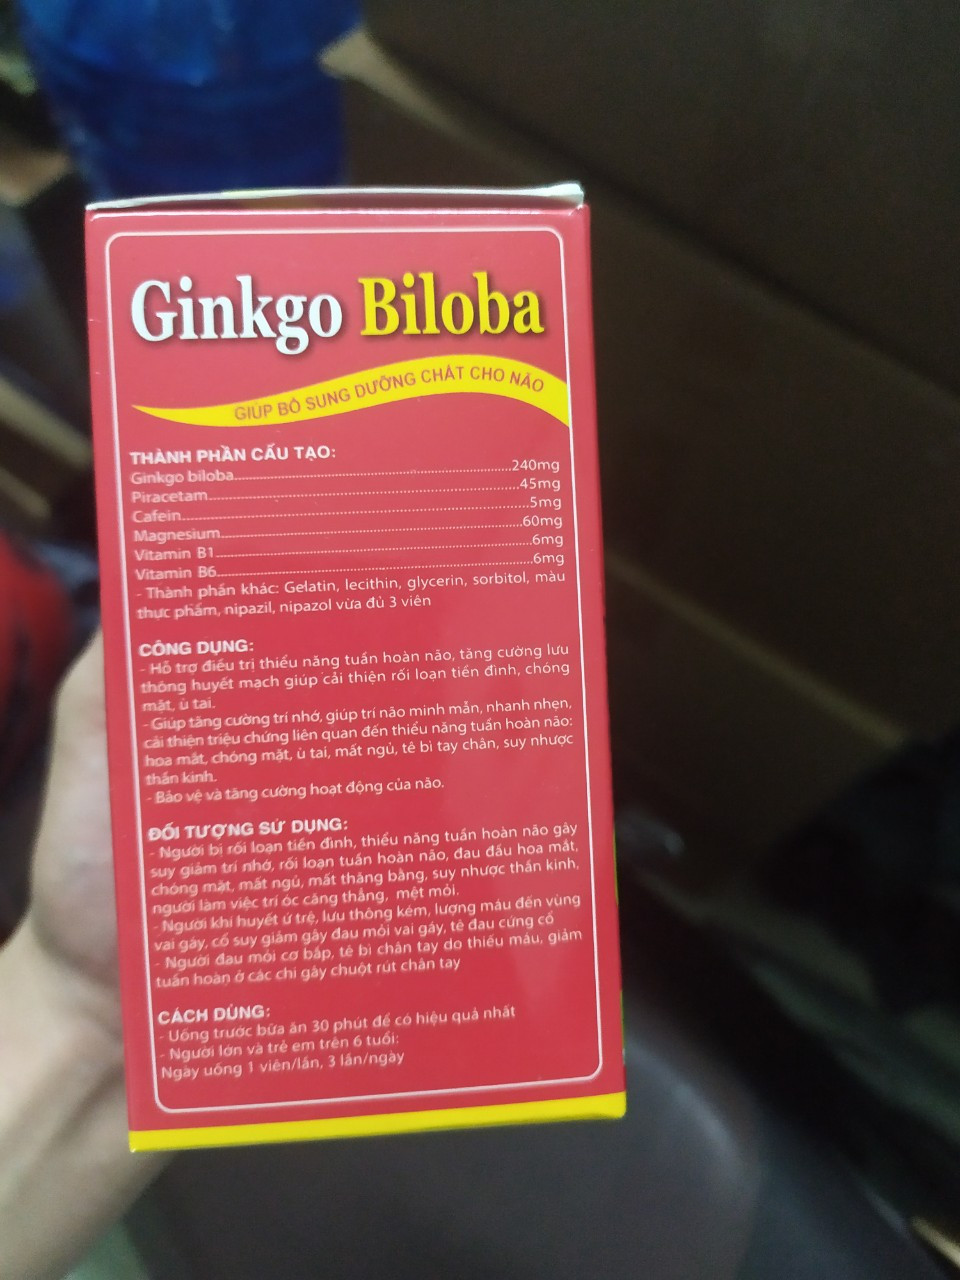 Ginkgo Biloba
GIÚP BỔ SUNG DƯỠNG CHẤT CHO NÃO
THÀNH PHẦN CẤU TẠO:
Ginkgo biloba...............240mg
Piracetam...............45mg
Cafein...............5mg
Magnesium...............60mg
Vitamin B1...............6mg
Vitamin B6...............6mg
- Thành phần khác: Gelatin, lecithin, glycerin, sorbitol, màu
thực phẩm, nipazil, nipazol vừa đủ 3 viên
CÔNG DỤNG:
- Hỗ trợ điều trị thiểu năng tuần hoàn não, tăng cường lưu
thông huyết mạch giúp cải thiện rối loạn tiền đình, chóng
mặt, ù tai.
- Giúp tăng cường trí nhớ, giúp trí não minh mẫn, nhanh nhẹn,
cải thiện triệu chứng liên quan đến thiểu năng tuần hoàn não:
hoa mắt, chóng mặt, ù tai, mất ngủ, tê bì tay chân, suy nhược
thần kinh.
- Bảo vệ và tăng cường hoạt động của não.
ĐỐI TƯỢNG SỬ DỤNG:
- Người bị rối loạn tiền đình, thiểu năng tuần hoàn não gây
suy giảm trí nhớ, rối loạn tuần hoàn não, đau đầu hoa mắt,
chóng mặt, mất ngủ, mất thăng bằng, suy nhược thần kinh,
người làm việc trí óc căng thẳng, mệt mỏi.
- Người khí huyết ứ trệ, lưu thông kém, lượng máu đến vùng
vai gáy, cổ suy giảm gây đau mỏi vai gáy, tê đau cứng cổ
- Người đau mỏi cơ bắp, tê bì chân tay do thiếu máu, giảm
tuần hoàn ở các chi gây chuột rút chân tay
CÁCH DÙNG:
- Uống trước bữa ăn 30 phút để có hiệu quả nhất
- Người lớn và trẻ em trên 6 tuổi:
Ngày uống 1 viên/lần, 3 lần/ngày